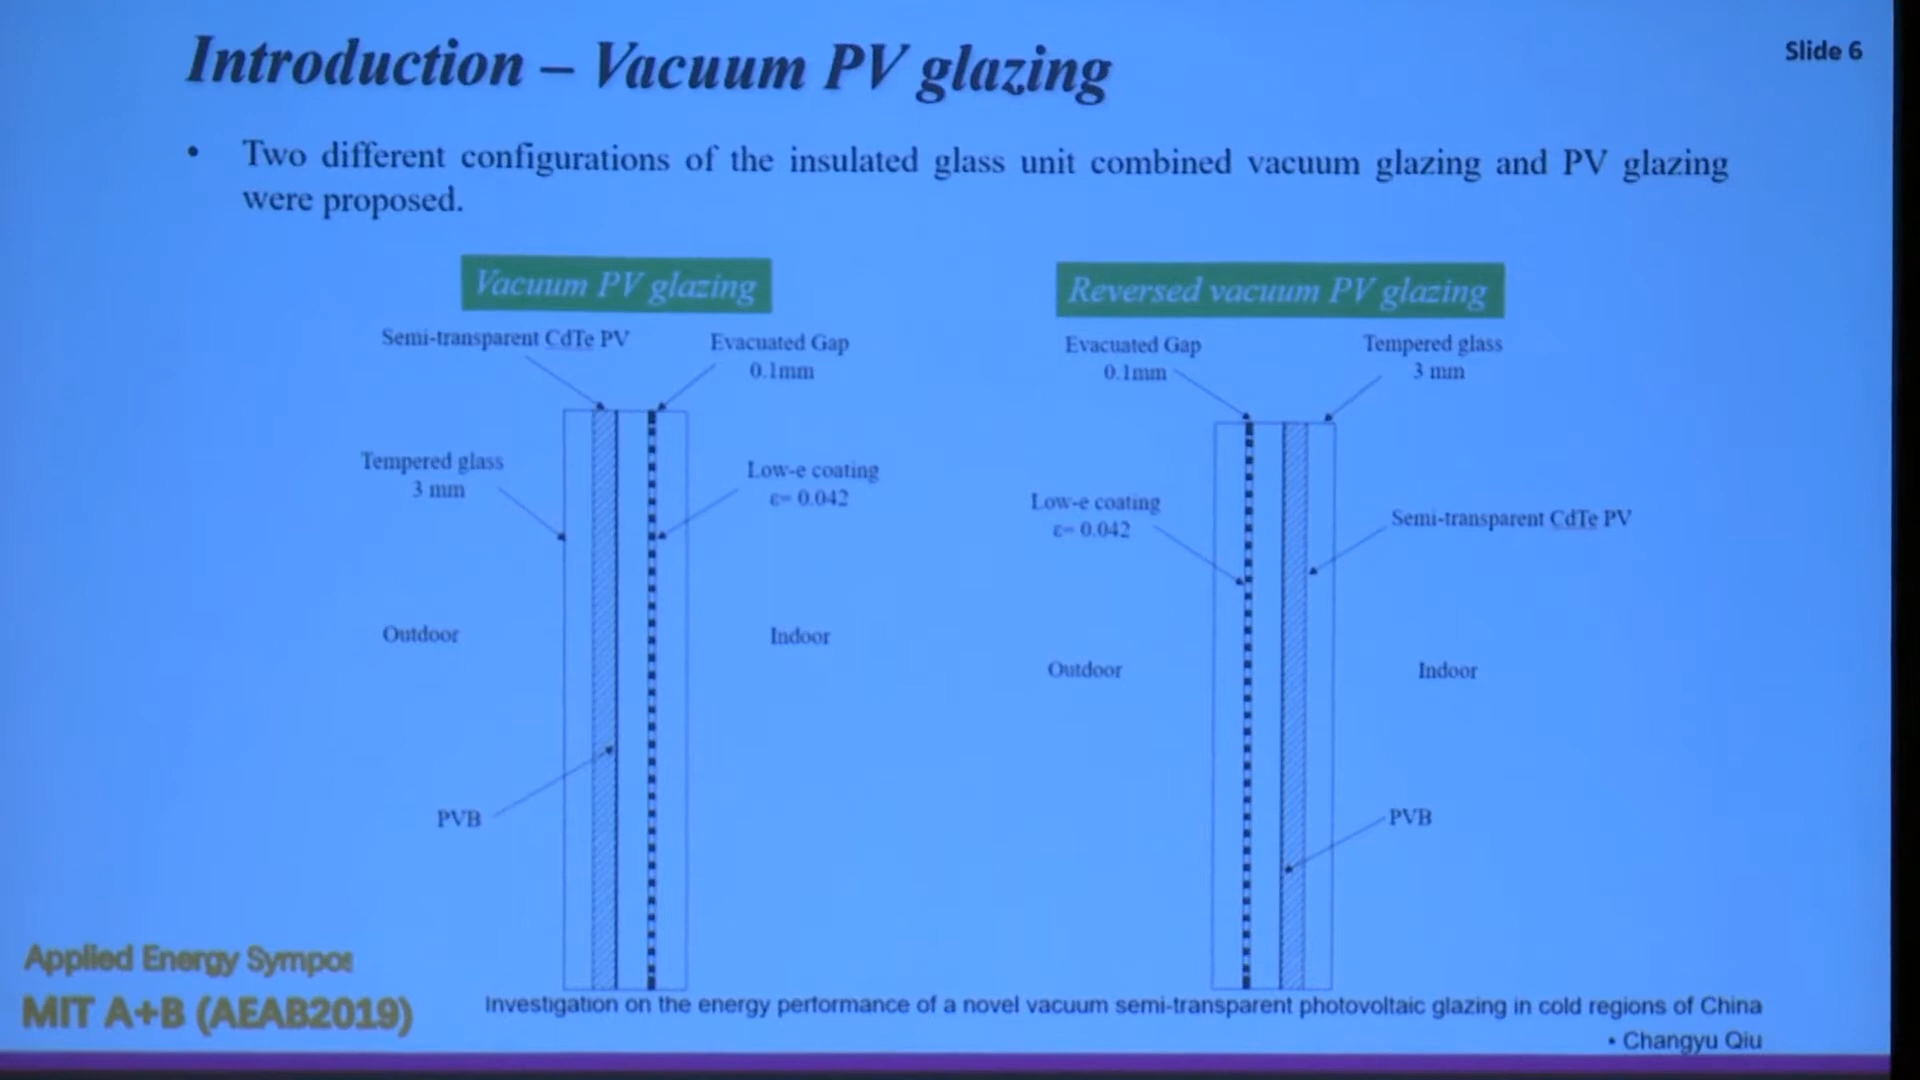 Introduction – Vacuum PV glazing
Slide 6
• Two different configurations of the insulated glass unit combined vacuum glazing and PV glazing
were proposed.
Vacuum PV glazing
Semi-transparent CdTe PV
Evacuated Gap
0.1mm
Tempered glass
3 mm
Low-e coating
ε= 0.042
Outdoor
Indoor
PVB
Reversed vacuum PV glazing
Evacuated Gap
0.1mm
Tempered glass
3 mm
Low-e coating
ε= 0.042
Semi-transparent CdTe PV
Outdoor
Indoor
PVB
Applied Energy Sympos
MIT A+B (AEAB2019)
Investigation on the energy performance of a novel vacuum semi-transparent photovoltaic glazing in cold regions of China
• Changyu Qiu